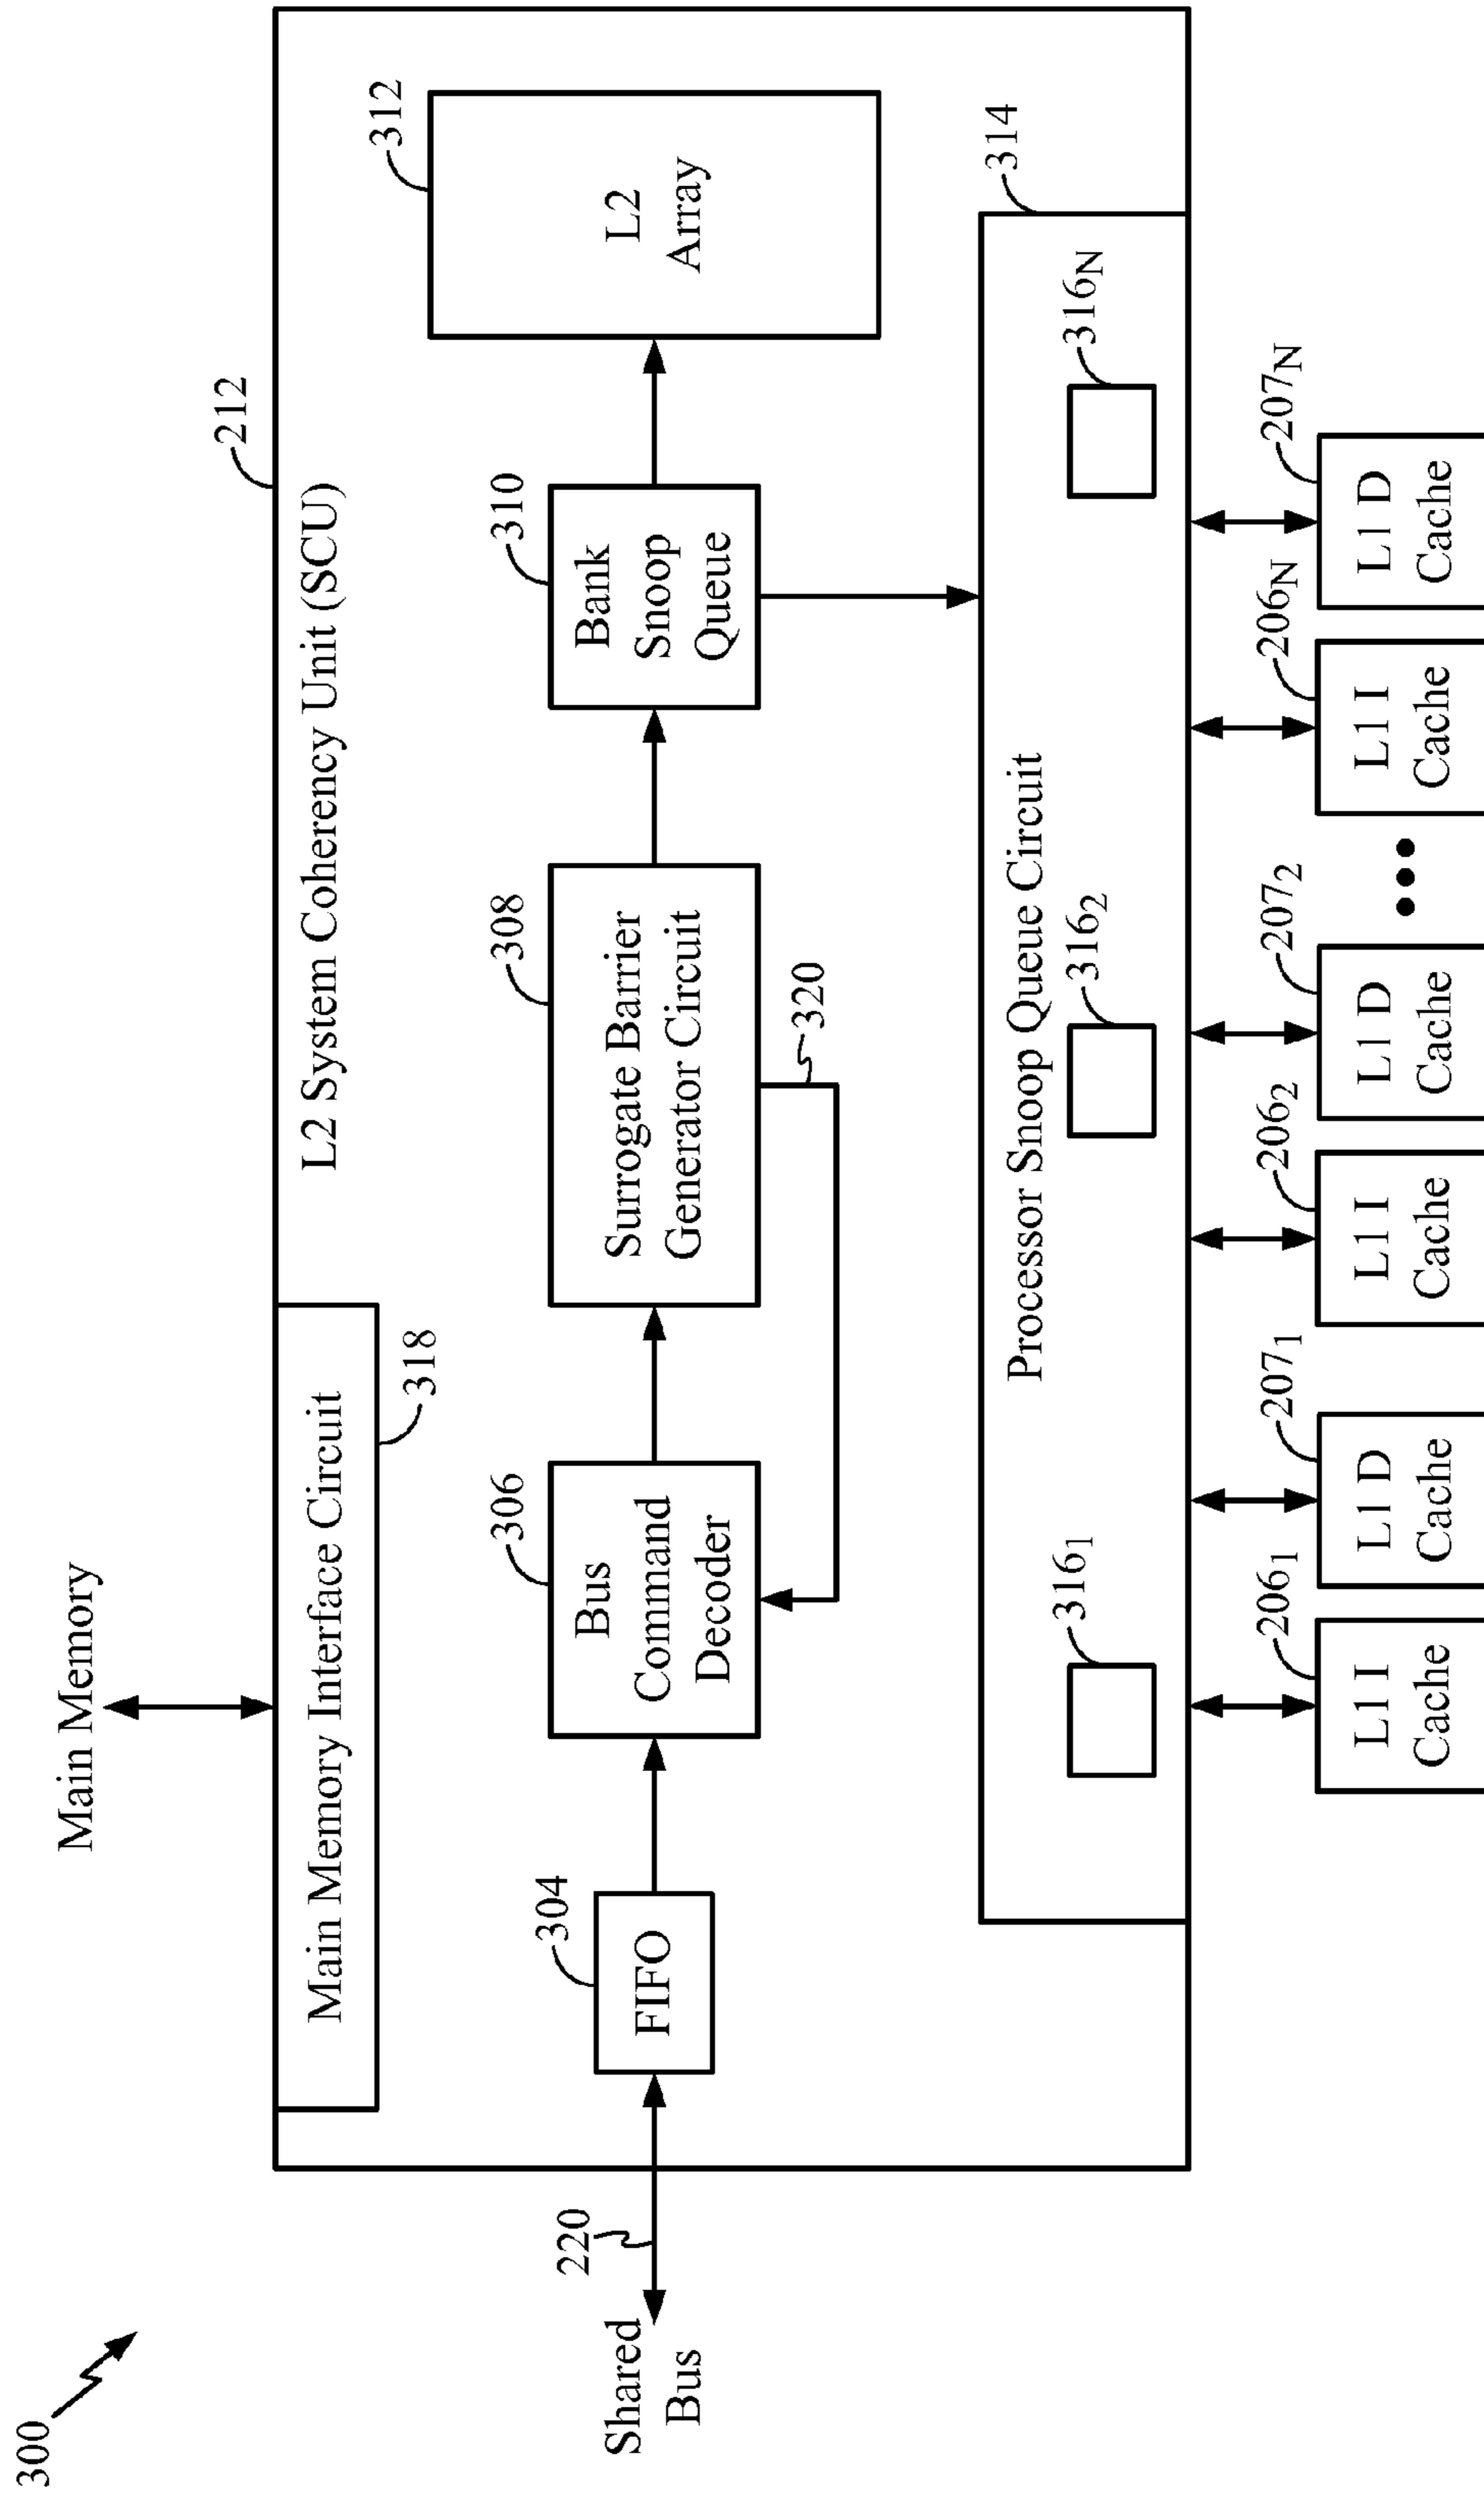 300
Main Memory
212
L2 System Coherency Unit (SCU)
Main Memory Interface Circuit
318
312
L2
Array
304
FIFO
306
Bus
Command
Decoder
308
Surrogate Barrier
Generator Circuit
310
Bank
Snoop
Queue
220
Shared
Bus
320
314
Processor Snoop Queue Circuit
316₁
316₂
316N
206₁
207₁
206₂
207₂
206N
207N
L1 I
Cache
L1 D
Cache
L1 I
Cache
L1 D
Cache
•••
L1 I
Cache
L1 D
Cache